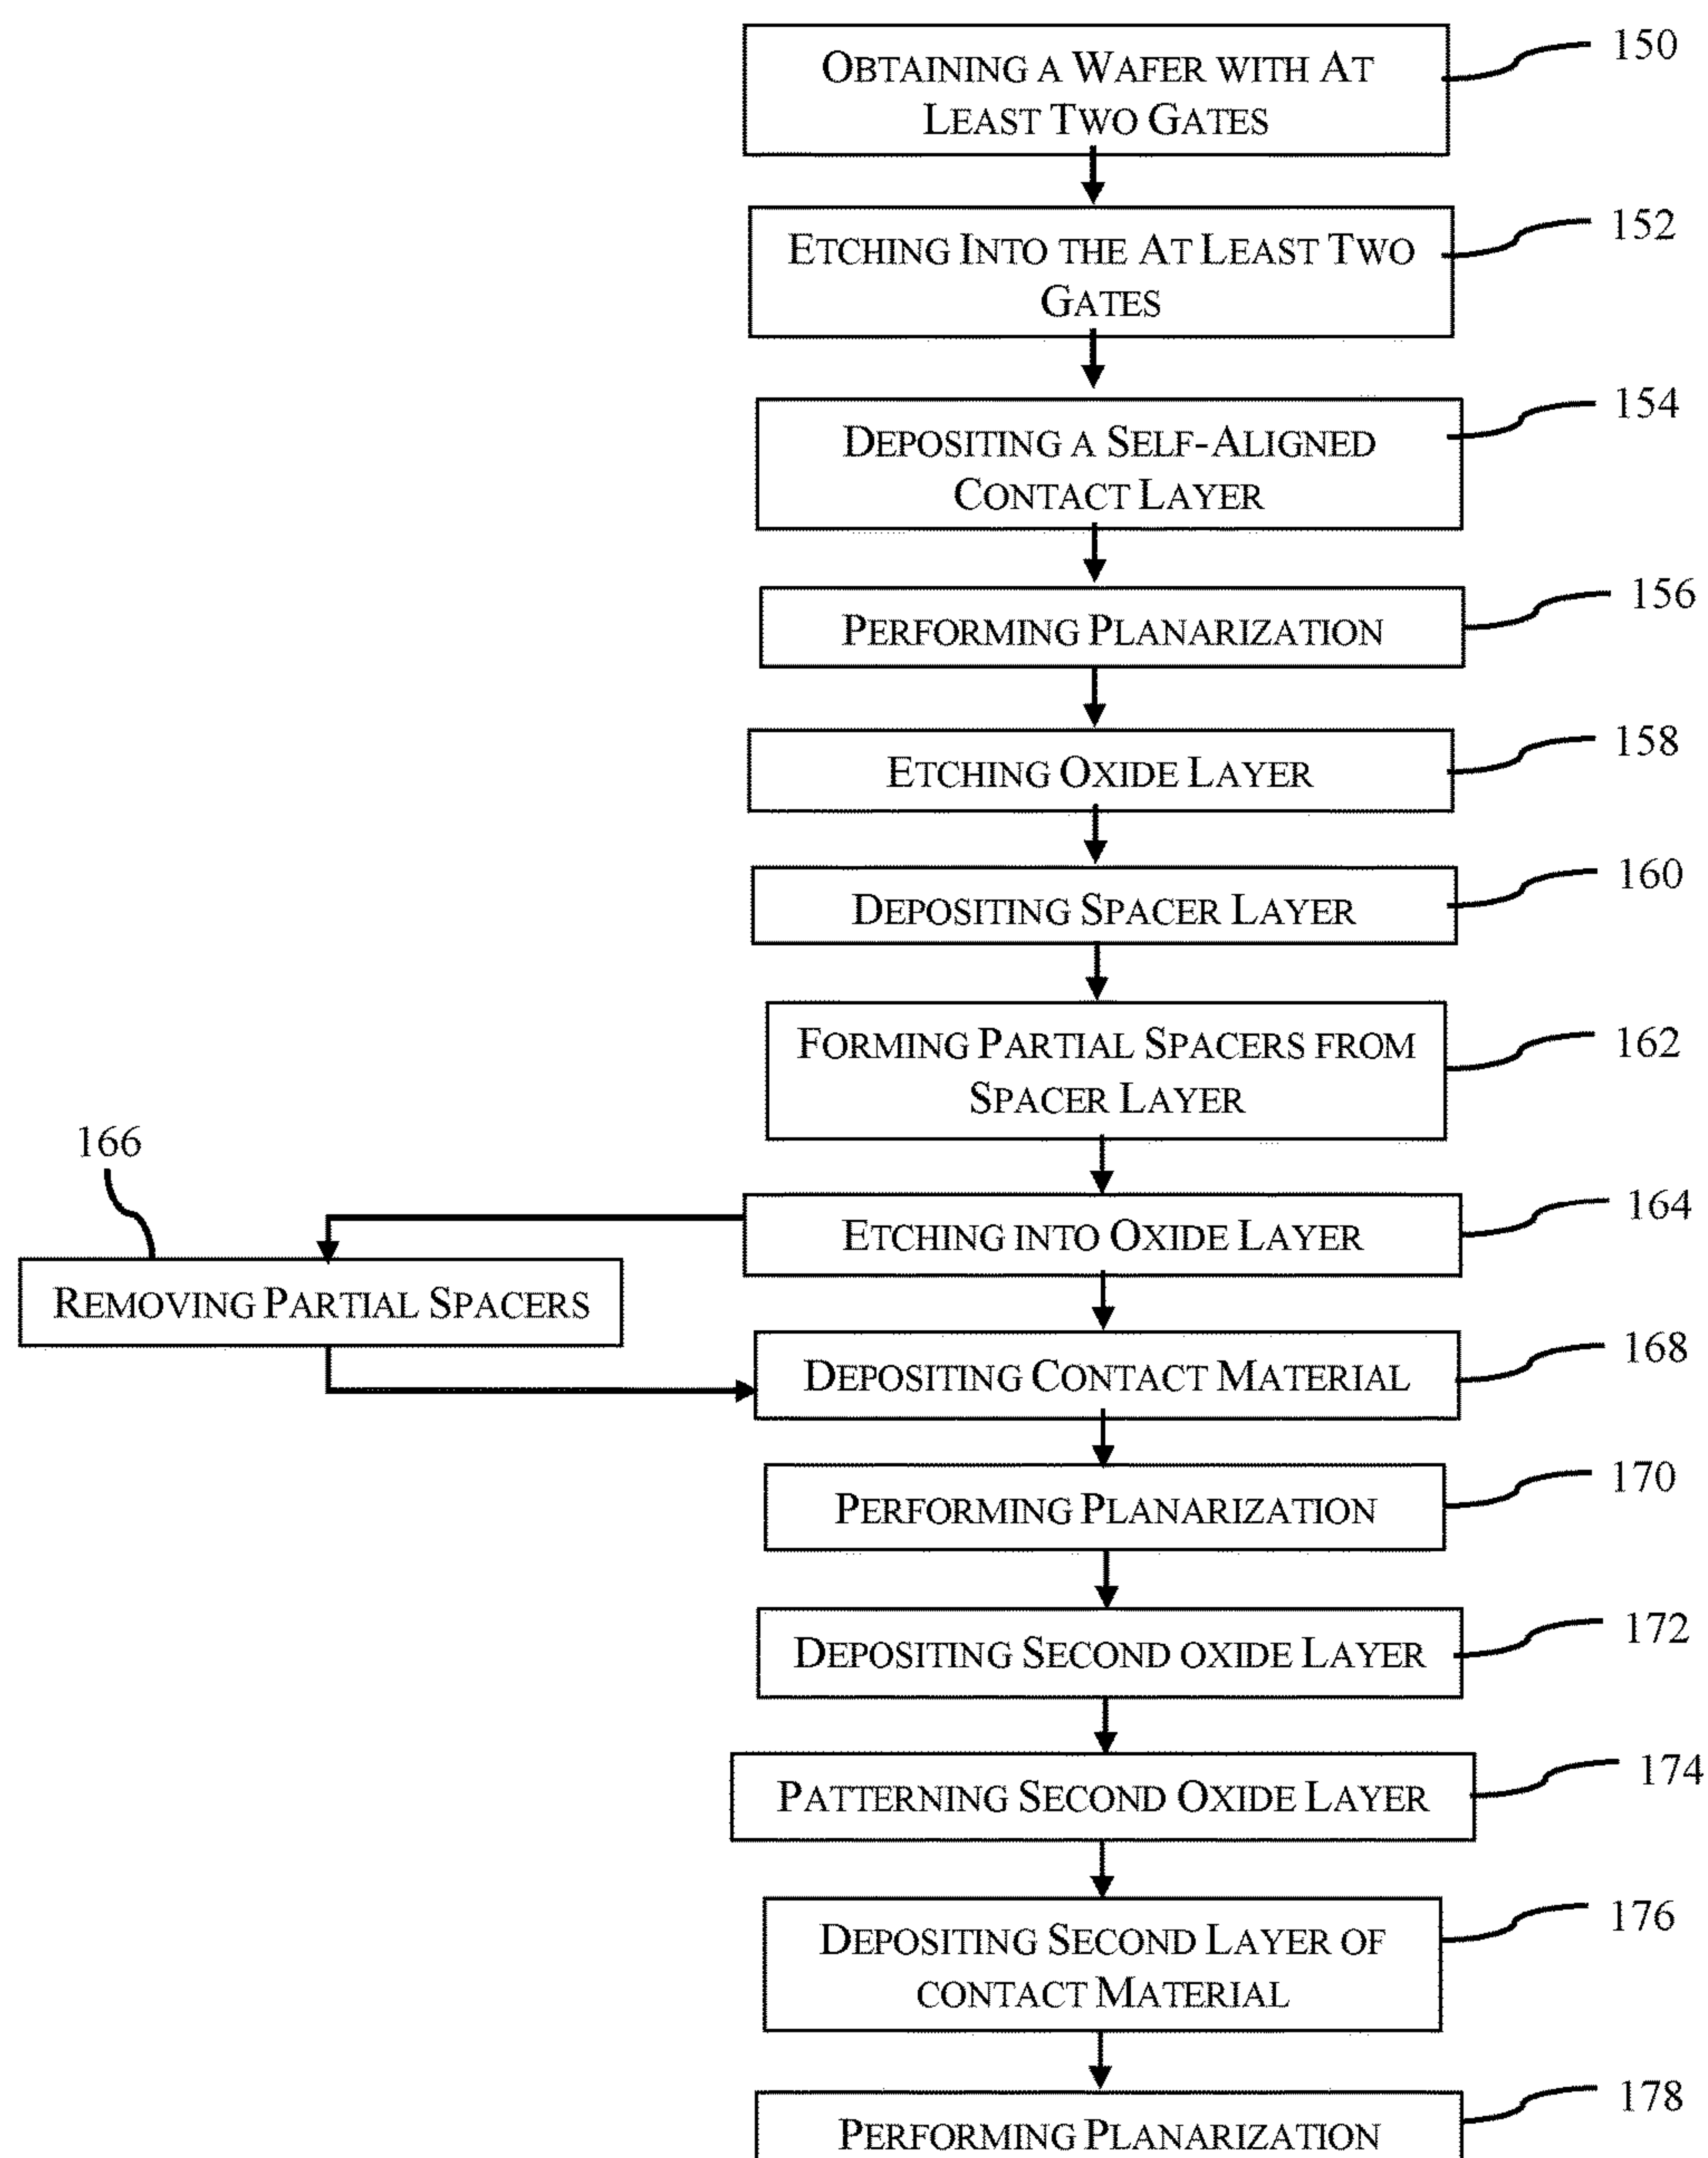 OBTAINING A WAFER WITH AT
LEAST TWO GATES
150
ETCHING INTO THE AT LEAST TWO
GATES
152
DEPOSITING A SELF-ALIGNED
CONTACT LAYER
154
PERFORMING PLANARIZATION
156
ETCHING OXIDE LAYER
158
DEPOSITING SPACER LAYER
160
FORMING PARTIAL SPACERS FROM
SPACER LAYER
162
ETCHING INTO OXIDE LAYER
164
166
REMOVING PARTIAL SPACERS
DEPOSITING CONTACT MATERIAL
168
PERFORMING PLANARIZATION
170
DEPOSITING SECOND OXIDE LAYER
172
PATTERNING SECOND OXIDE LAYER
174
DEPOSITING SECOND LAYER OF
CONTACT MATERIAL
176
PERFORMING PLANARIZATION
178